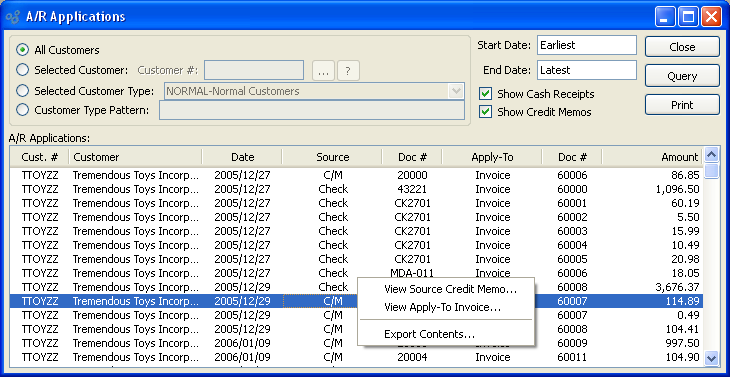 A/R Applications
All Customers
Selected Customer: Customer #: ... ?
Selected Customer Type: NORMAL-Normal Customers
Customer Type Pattern:
Start Date: Earliest
End Date: Latest
Show Cash Receipts
Show Credit Memos
Close
Query
Print
A/R Applications:
Cust. # Customer Date Source Doc # Apply-To Doc # Amount
TTOYZZ Tremendous Toys Incorp... 2005/12/27 C/M 20000 Invoice 60006 86.85
TTOYZZ Tremendous Toys Incorp... 2005/12/27 Check 43221 Invoice 60000 1,096.50
TTOYZZ Tremendous Toys Incorp... 2005/12/27 Check CK2701 Invoice 60001 60.19
TTOYZZ Tremendous Toys Incorp... 2005/12/27 Check CK2701 Invoice 60002 5.50
TTOYZZ Tremendous Toys Incorp... 2005/12/27 Check CK2701 Invoice 60003 15.99
TTOYZZ Tremendous Toys Incorp... 2005/12/27 Check CK2701 Invoice 60004 10.49
TTOYZZ Tremendous Toys Incorp... 2005/12/27 Check CK2701 Invoice 60005 20.98
TTOYZZ Tremendous Toys Incorp... 2005/12/27 Check MDA-011 Invoice 60006 18.05
TTOYZZ Tremendous Toys Incorp... 2005/12/29 Check 60008 3,676.37
TTOYZZ Tremendous Toys Incorp... 2005/12/29 C/M 60007 114.89
TTOYZZ Tremendous Toys Incorp... 2005/12/29 C/M 60007 0.49
TTOYZZ Tremendous Toys Incorp... 2005/12/29 C/M 60008 104.41
TTOYZZ Tremendous Toys Incorp... 2006/01/09 C/M 60009 997.50
TTOYZZ Tremendous Toys Incorp... 2006/01/09 C/M 20004 Invoice 60011 104.90
View Source Credit Memo...
View Apply-To Invoice...
Export Contents...